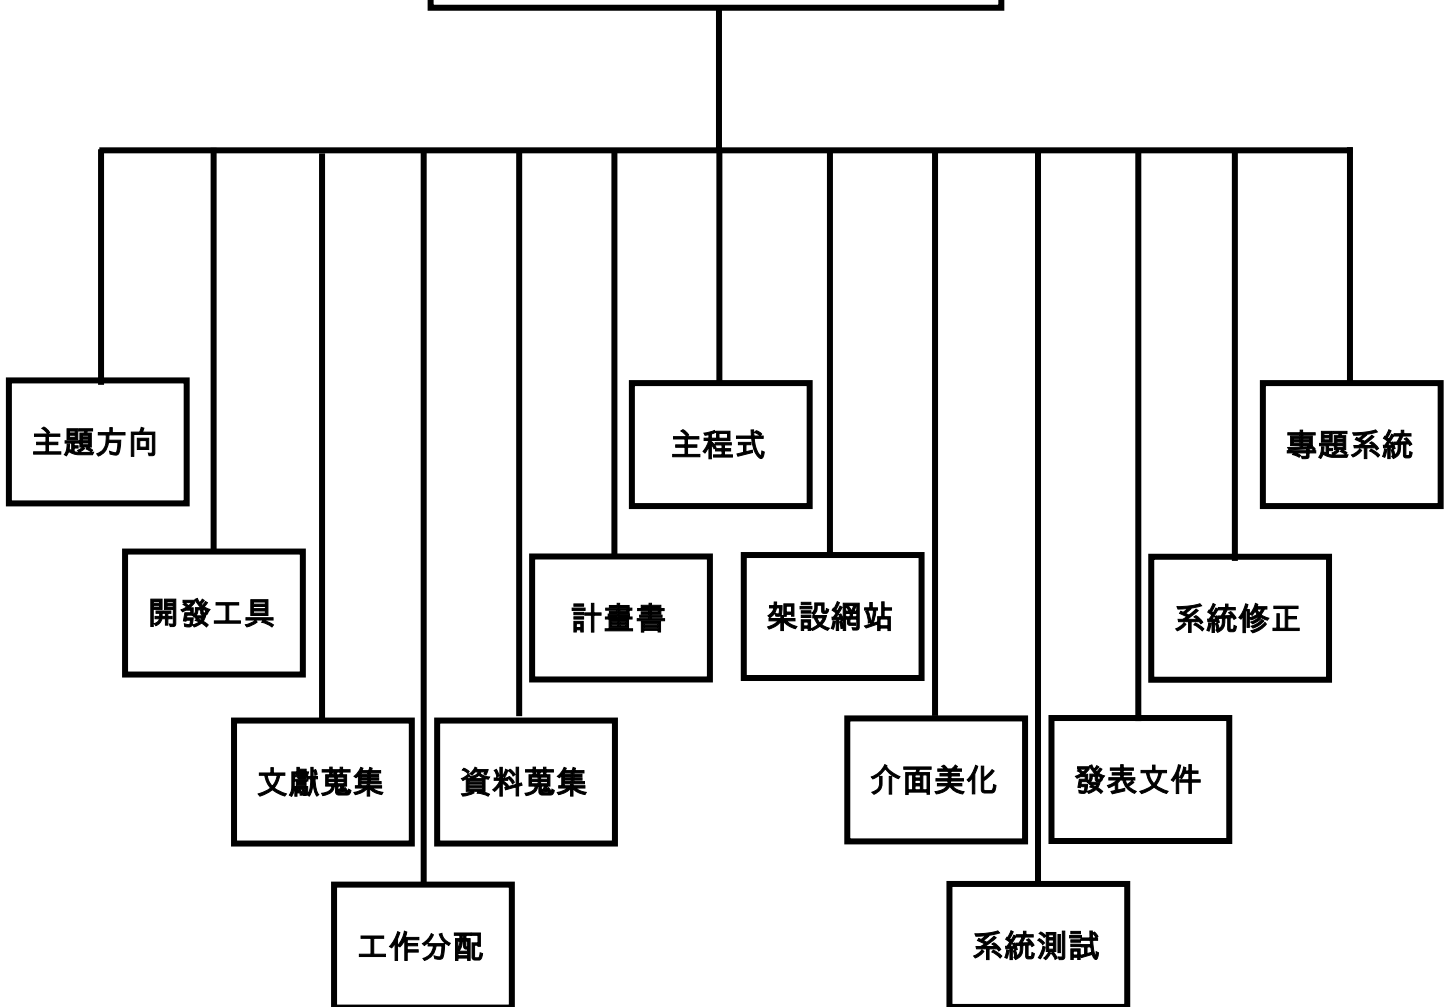 主題方向
主程式
專題系統
開發工具
計畫書
架設網站
系統修正
文獻蒐集
資料蒐集
介面美化
發表文件
工作分配
系統測試